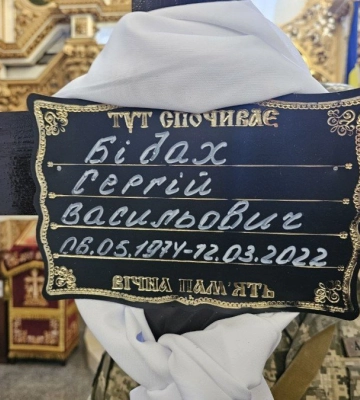 ТУТ СПОЧИВАЄ
Бідах
Сергій
Васильович
06.05.1974-12.03.2022
ВІЧНА ПАМ'ЯТЬ